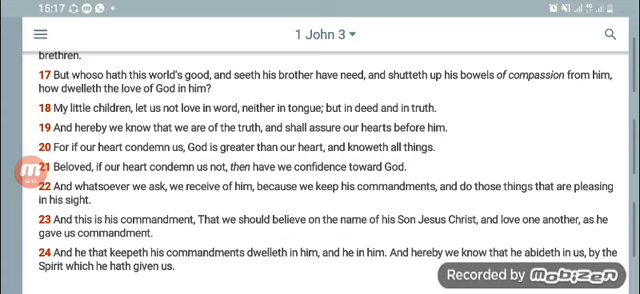 15:17
1 John 3
brethren.
17 But whoso hath this world's good, and seeth his brother have need, and shutteth up his bowels of compassion from him,
how dwelleth the love of God in him?
18 My little children, let us not love in word, neither in tongue; but in deed and in truth.
19 And hereby we know that we are of the truth, and shall assure our hearts before him.
20 For if our heart condemn us, God is greater than our heart, and knoweth all things.
21 Beloved, if our heart condemn us not, then have we confidence toward God.
22 And whatsoever we ask, we receive of him, because we keep his commandments, and do those things that are pleasing
in his sight.
23 And this is his commandment, That we should believe on the name of his Son Jesus Christ, and love one another, as he
gave us commandment.
24 And he that keepeth his commandments dwelleth in him, and he in him. And hereby we know that he abideth in us, by the
Spirit which he hath given us.
Recorded by Mobizen